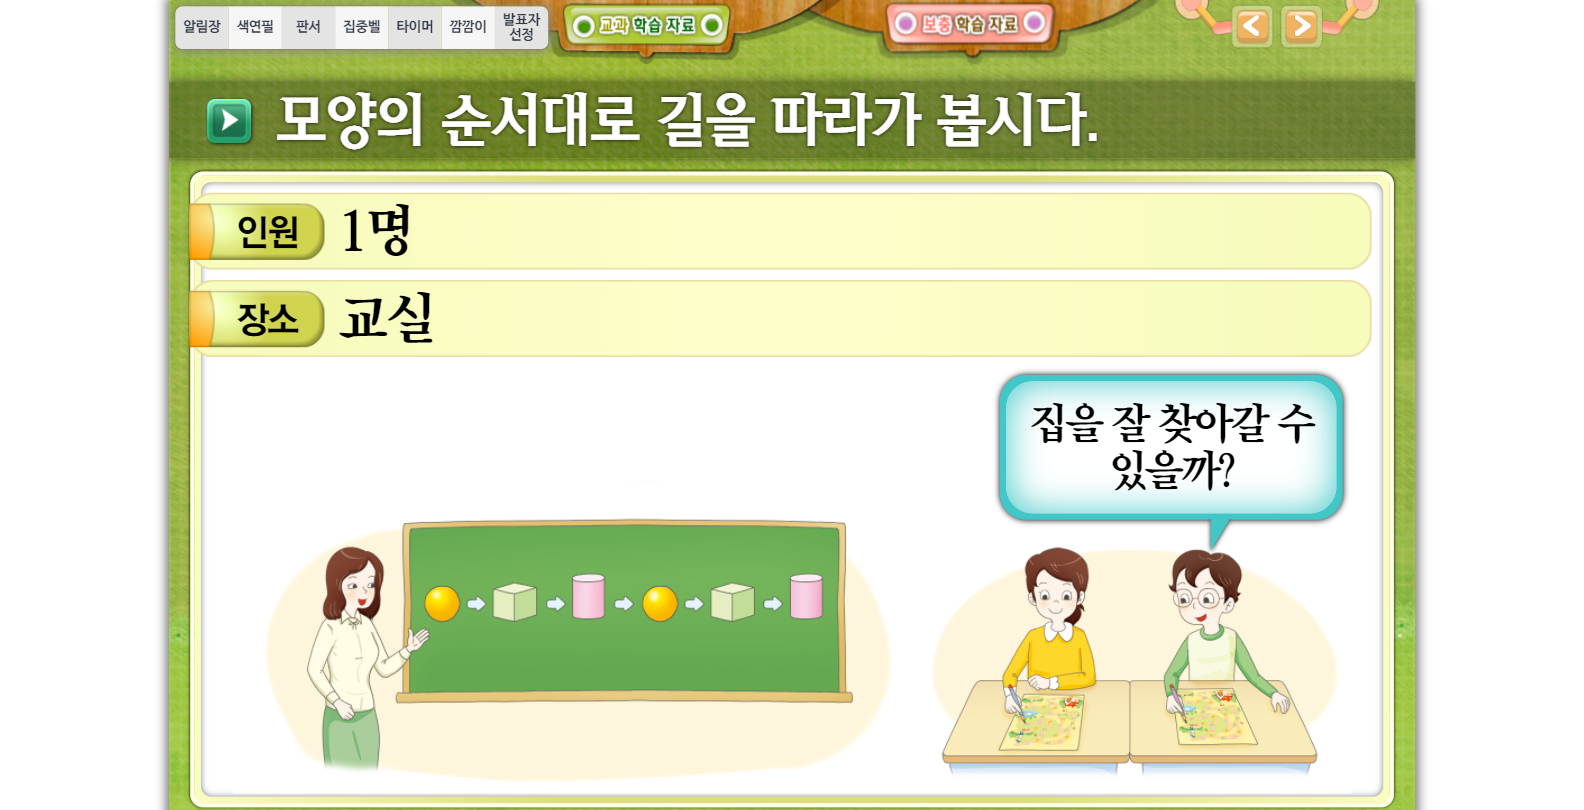 알림장 색연필 판서 집중벨 타이머 깜깜이 발표자 선정
교과 학습 자료
보충 학습 자료
모양의 순서대로 길을 따라가 봅시다.
인원 1명
장소 교실
집을 잘 찾아갈 수
있을까?